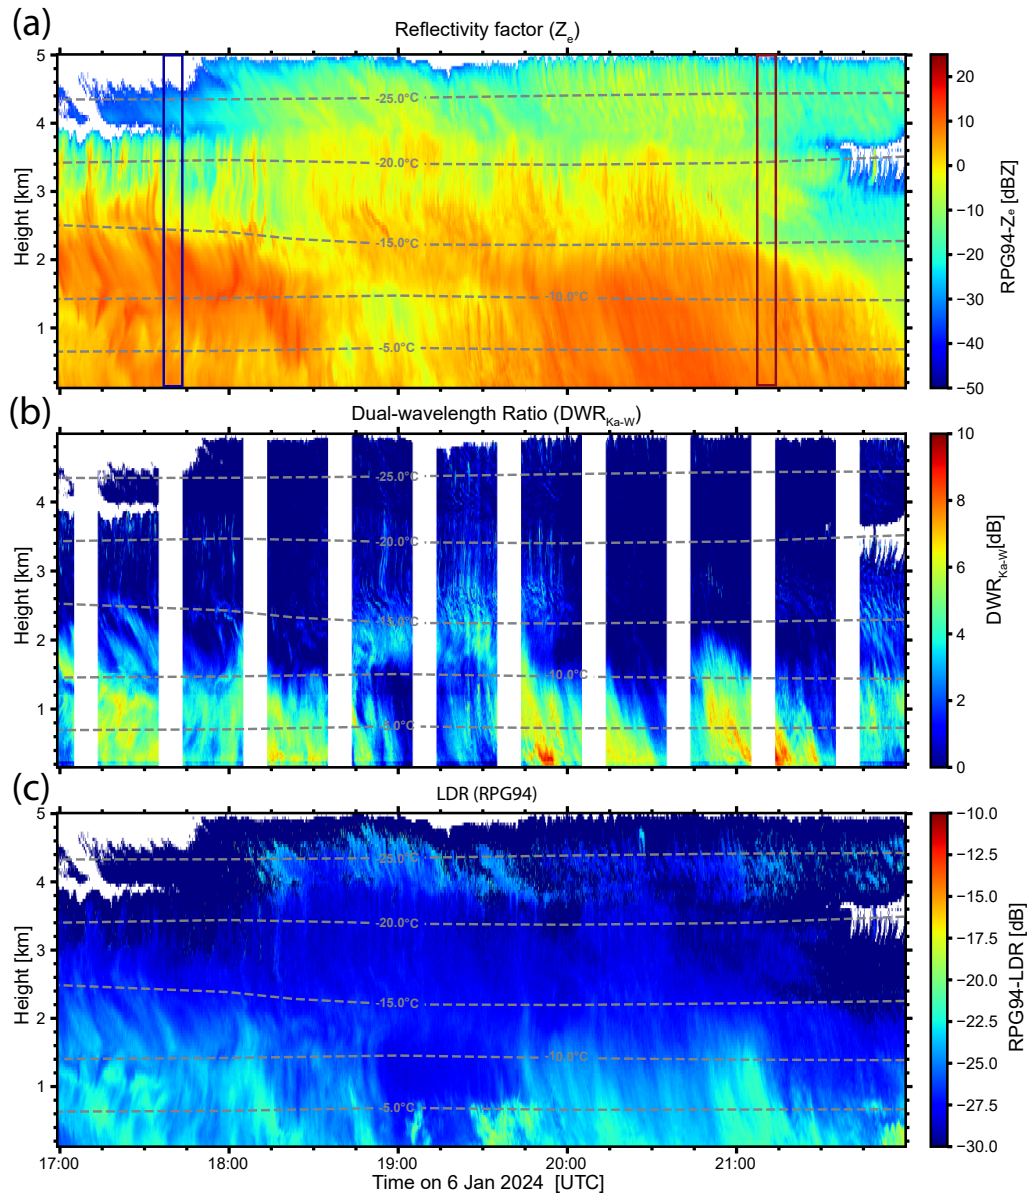 (a)
Reflectivity factor (Ze)
5
4
3
2
1
Height [km]
-25.0°C
-20.0°C
-15.0°C
-10.0°C
-5.0°C
20
10
0
−10
−20
−30
−40
−50
RPG94-Ze [dBZ]
(b)
Dual-wavelength Ratio (DWRKa-W)
4
3
2
1
Height [km]
-25.0°C
-20.0°C
-15.0°C
-10.0°C
-5.0°C
10
8
6
4
2
0
DWRKa-W[dB]
(c)
LDR (RPG94)
5
4
3
2
1
Height [km]
-25.0°C
-20.0°C
-15.0°C
-10.0°C
-5.0°C
−10.0
−12.5
−15.0
−17.5
−20.0
−22.5
−25.0
−27.5
−30.0
RPG94-LDR [dB]
17:00
18:00
19:00
20:00
21:00
Time on 6 Jan 2024 [UTC]